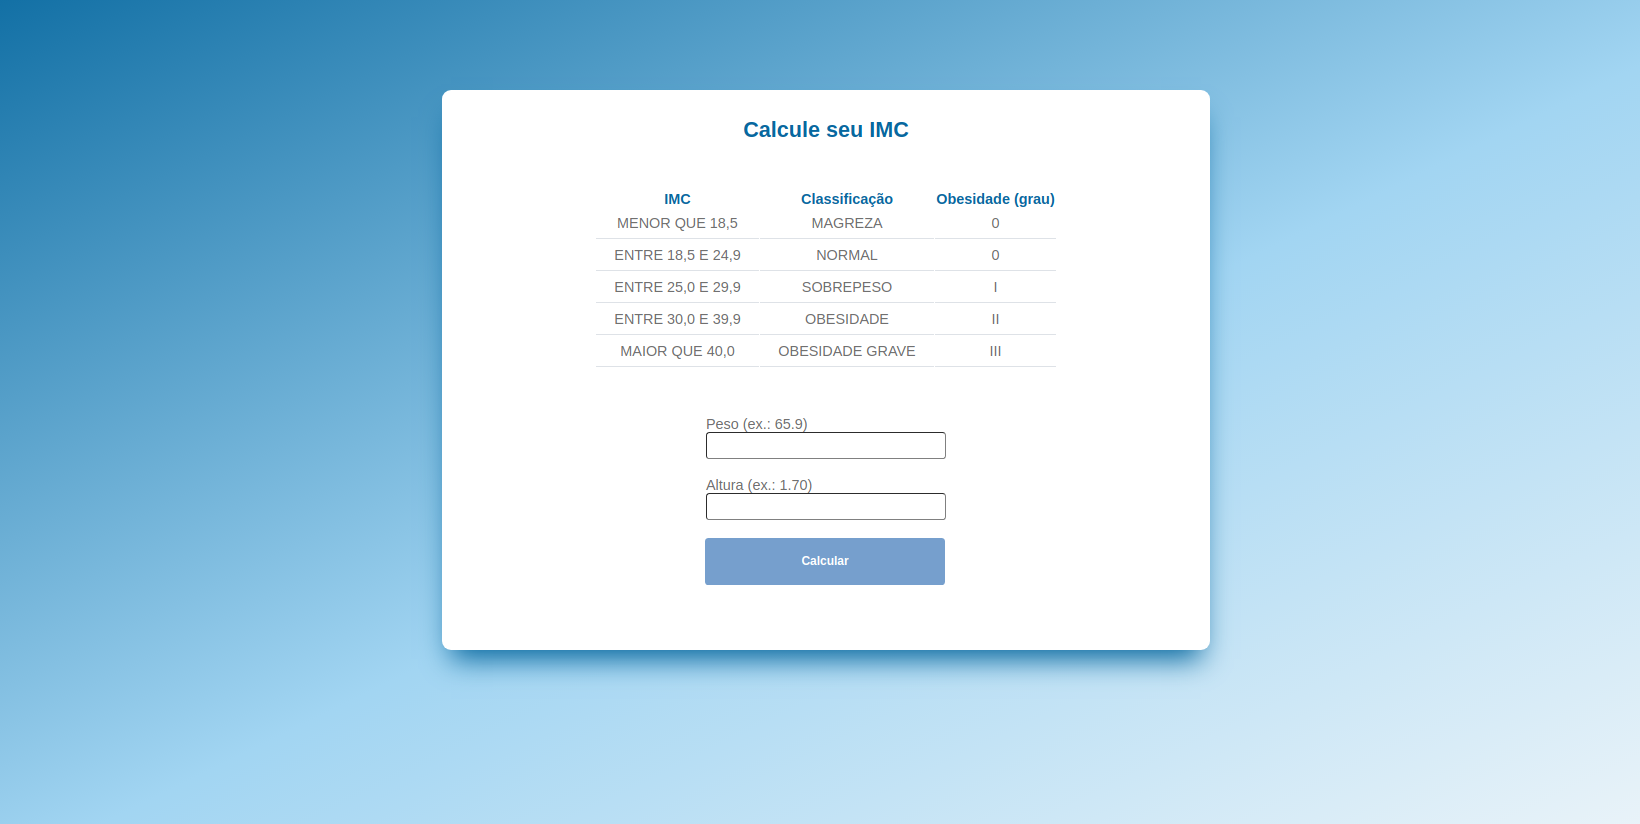 Calcule seu IMC
IMC Classificação Obesidade (grau)
MENOR QUE 18,5 MAGREZA 0
ENTRE 18,5 E 24,9 NORMAL 0
ENTRE 25,0 E 29,9 SOBREPESO I
ENTRE 30,0 E 39,9 OBESIDADE II
MAIOR QUE 40,0 OBESIDADE GRAVE III
Peso (ex.: 65.9)
Altura (ex.: 1.70)
Calcular